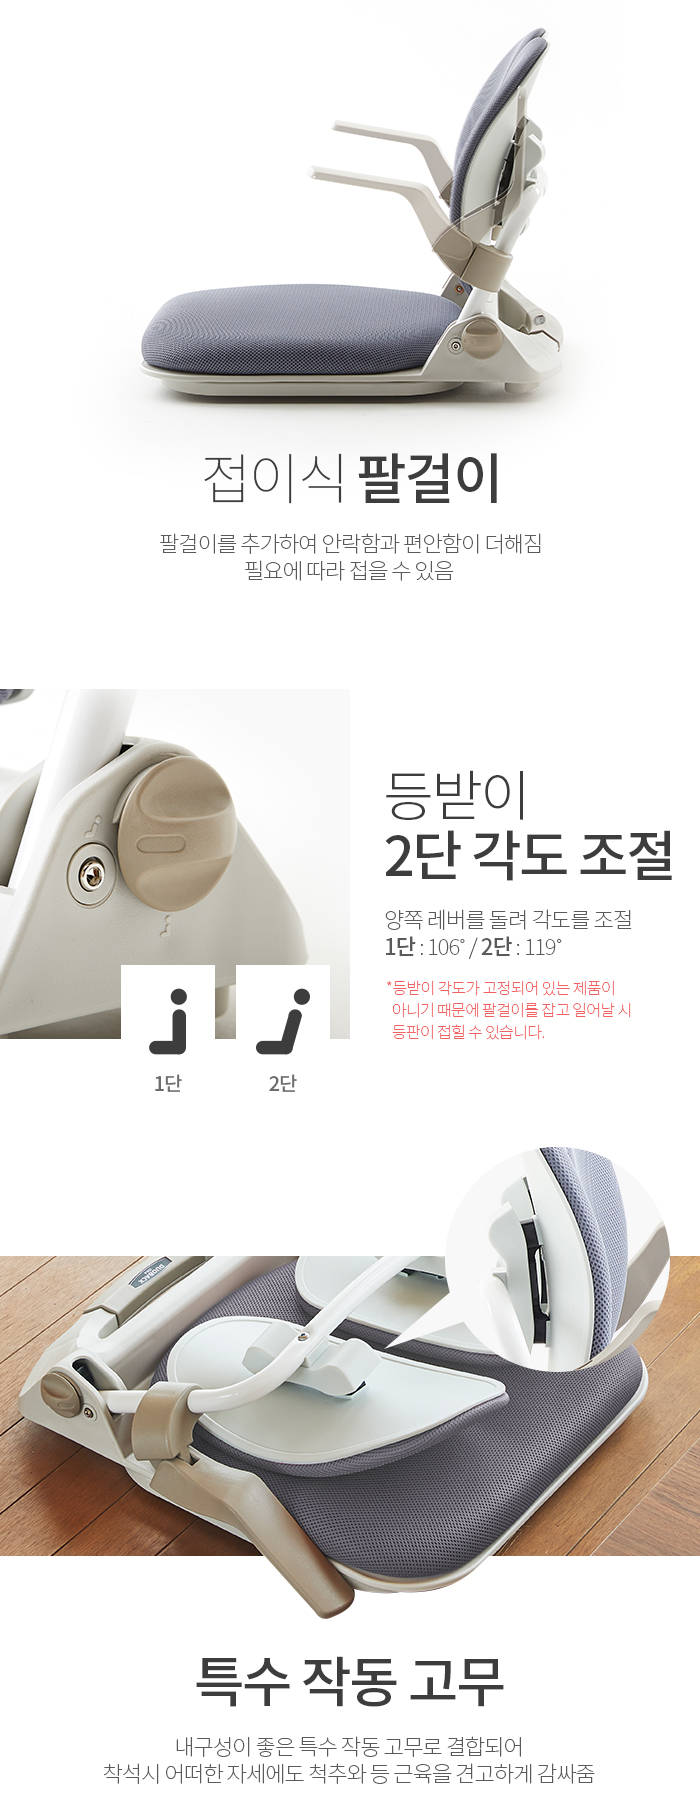 접이식 팔걸이
팔걸이를 추가하여 안락함과 편안함이 더해짐
필요에 따라 접을 수 있음
등받이
2단 각도 조절
양쪽 레버를 돌려 각도를 조절
1단 : 106˚ / 2단 : 119˚
*등받이 각도가 고정되어 있는 제품이
아니기 때문에 팔걸이를 잡고 일어날 시
등판이 접힐 수 있습니다.
1단
2단
DUOBACK
특수 작동 고무
내구성이 좋은 특수 작동 고무로 결합되어
착석시 어떠한 자세에도 척추와 등 근육을 견고하게 감싸줌